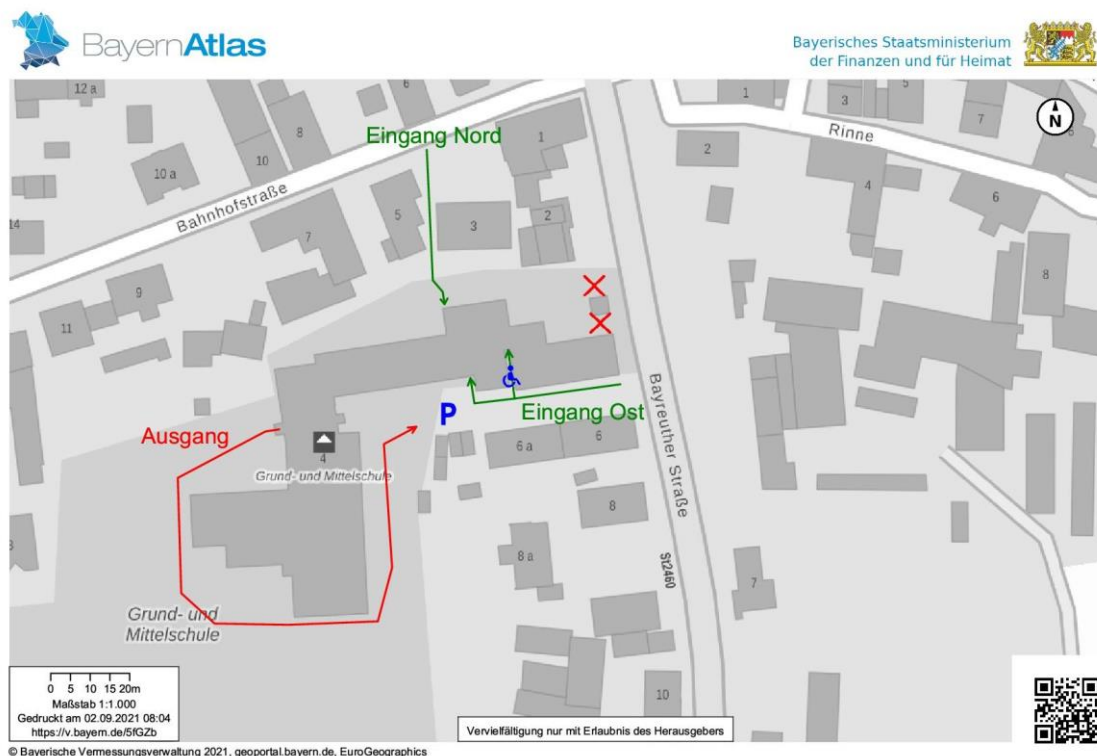 BayernAtlas
Bayerisches Staatsministerium
der Finanzen und für Heimat
12 a
6
8
10
10 a
14
Eingang Nord
1
1
3
5
7
N
6
Rinne
2
4
6
Bahnhofstraße
5
3
2
7
8
9
11
Bayreuther Straße
P
Eingang Ost
6 a
6
Ausgang
4
Grund- und Mittelschule
8
8 a
St2460
7
Grund- und
Mittelschule
10
0 5 10 15 20m
Maßstab 1:1.000
Gedruckt am 02.09.2021 08:04
https://v.bayern.de/5fGZb
Vervielfältigung nur mit Erlaubnis des Herausgebers
© Bayerische Vermessungsverwaltung 2021, geoportal.bayern.de, EuroGeographics